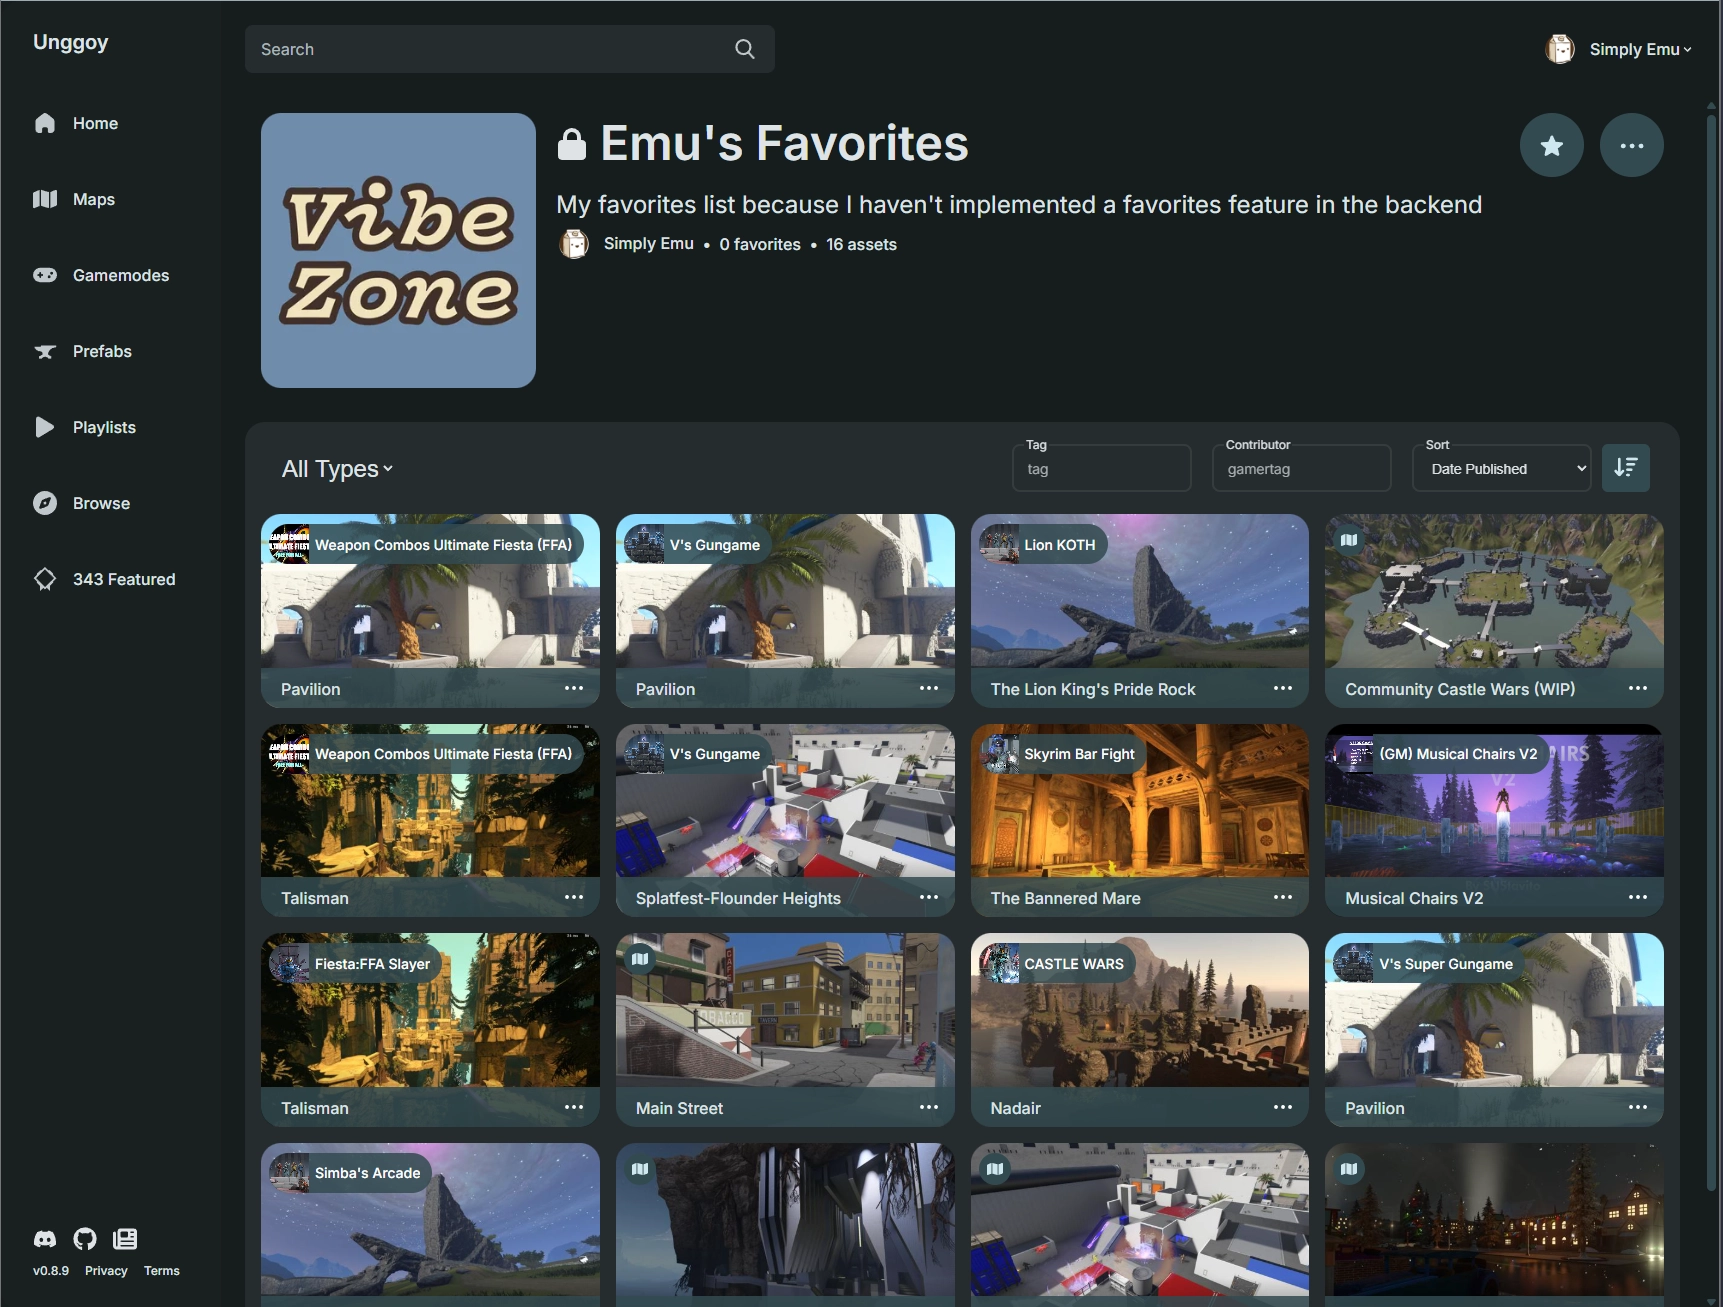 Unggoy
Search
Simply Emu
Home
Maps
Gamemodes
Prefabs
Playlists
Browse
343 Featured
Vibe
Zone
Emu's Favorites
My favorites list because I haven't implemented a favorites feature in the backend
Simply Emu • 0 favorites • 16 assets
All Types
Tag
tag
Contributor
gamertag
Sort
Date Published
Weapon Combos Ultimate Fiesta (FFA)
Pavilion
V's Gungame
Pavilion
Lion KOTH
The Lion King's Pride Rock
Community Castle Wars (WIP)
Weapon Combos Ultimate Fiesta (FFA)
Talisman
V's Gungame
Splatfest-Flounder Heights
Skyrim Bar Fight
The Bannered Mare
(GM) Musical Chairs V2
Musical Chairs V2
Fiesta:FFA Slayer
Talisman
TOBACCO
TAVERN
Main Street
CASTLE WARS
Nadair
V's Super Gungame
Pavilion
Simba's Arcade
v0.8.9 Privacy Terms